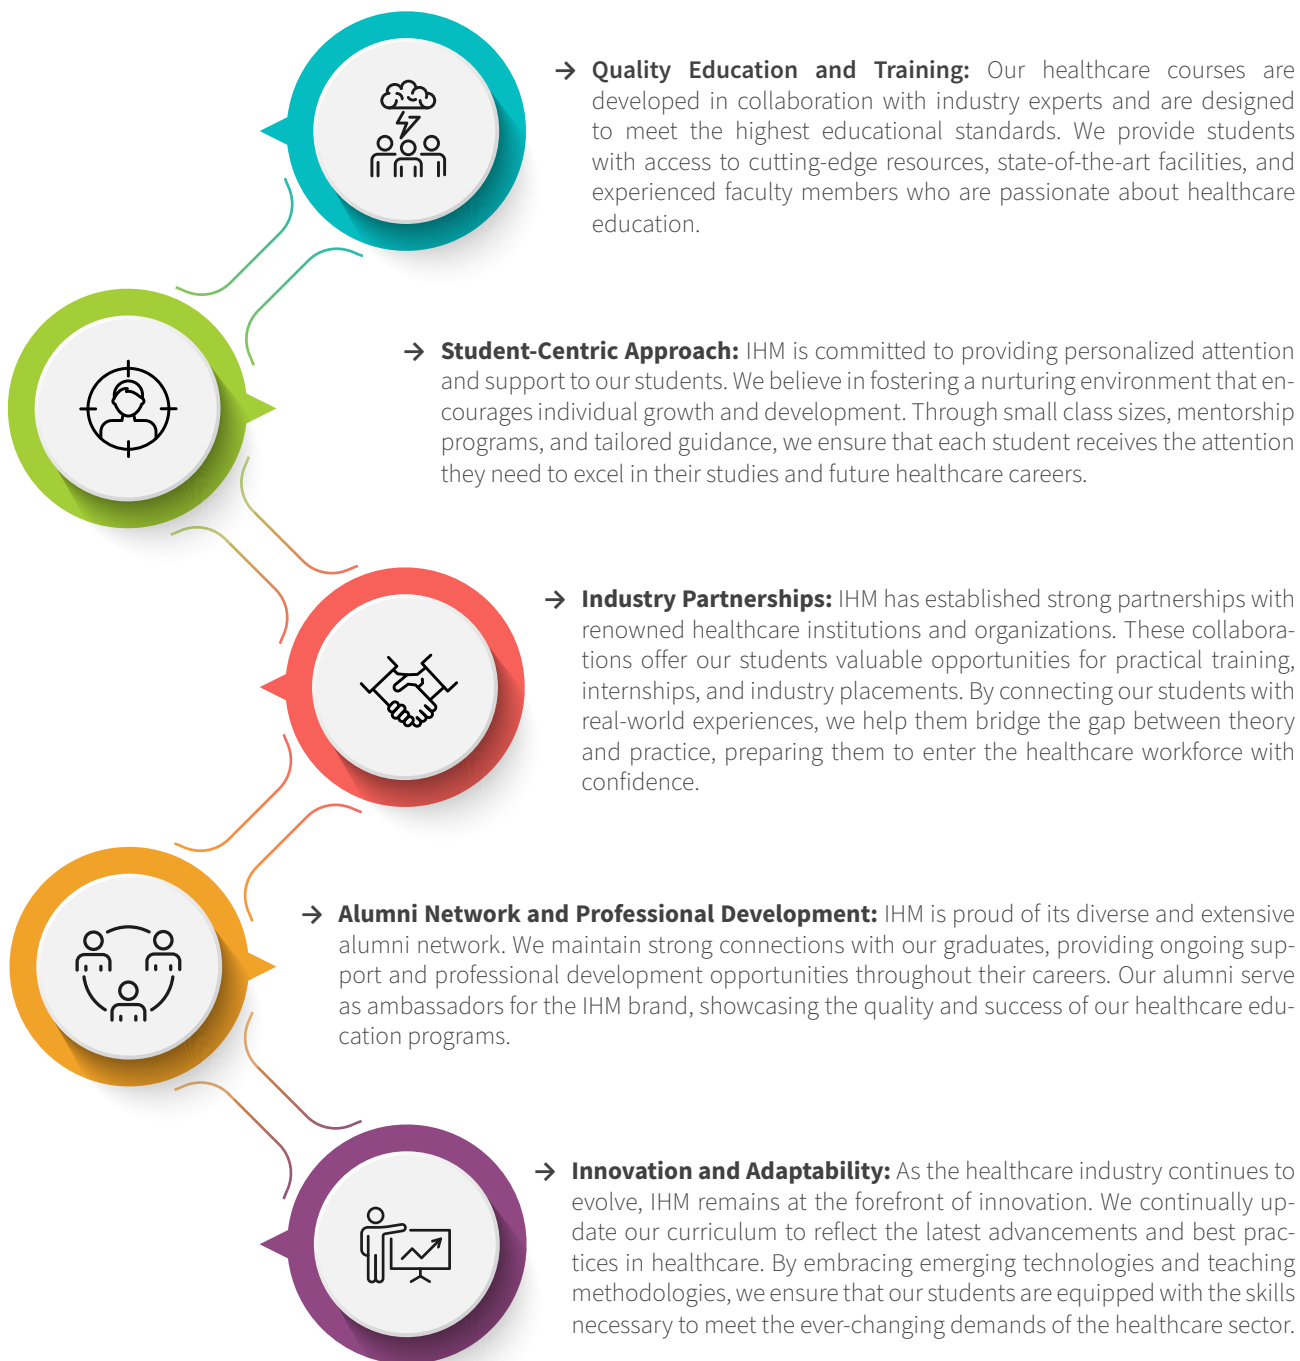 → Quality Education and Training: Our healthcare courses are
developed in collaboration with industry experts and are designed
to meet the highest educational standards. We provide students
with access to cutting-edge resources, state-of-the-art facilities, and
experienced faculty members who are passionate about healthcare
education.
→ Student-Centric Approach: IHM is committed to providing personalized attention
and support to our students. We believe in fostering a nurturing environment that en-
courages individual growth and development. Through small class sizes, mentorship
programs, and tailored guidance, we ensure that each student receives the attention
they need to excel in their studies and future healthcare careers.
→ Industry Partnerships: IHM has established strong partnerships with
renowned healthcare institutions and organizations. These collabora-
tions offer our students valuable opportunities for practical training,
internships, and industry placements. By connecting our students with
real-world experiences, we help them bridge the gap between theory
and practice, preparing them to enter the healthcare workforce with
confidence.
→ Alumni Network and Professional Development: IHM is proud of its diverse and extensive
alumni network. We maintain strong connections with our graduates, providing ongoing sup-
port and professional development opportunities throughout their careers. Our alumni serve
as ambassadors for the IHM brand, showcasing the quality and success of our healthcare edu-
cation programs.
→ Innovation and Adaptability: As the healthcare industry continues to
evolve, IHM remains at the forefront of innovation. We continually up-
date our curriculum to reflect the latest advancements and best prac-
tices in healthcare. By embracing emerging technologies and teaching
methodologies, we ensure that our students are equipped with the skills
necessary to meet the ever-changing demands of the healthcare sector.